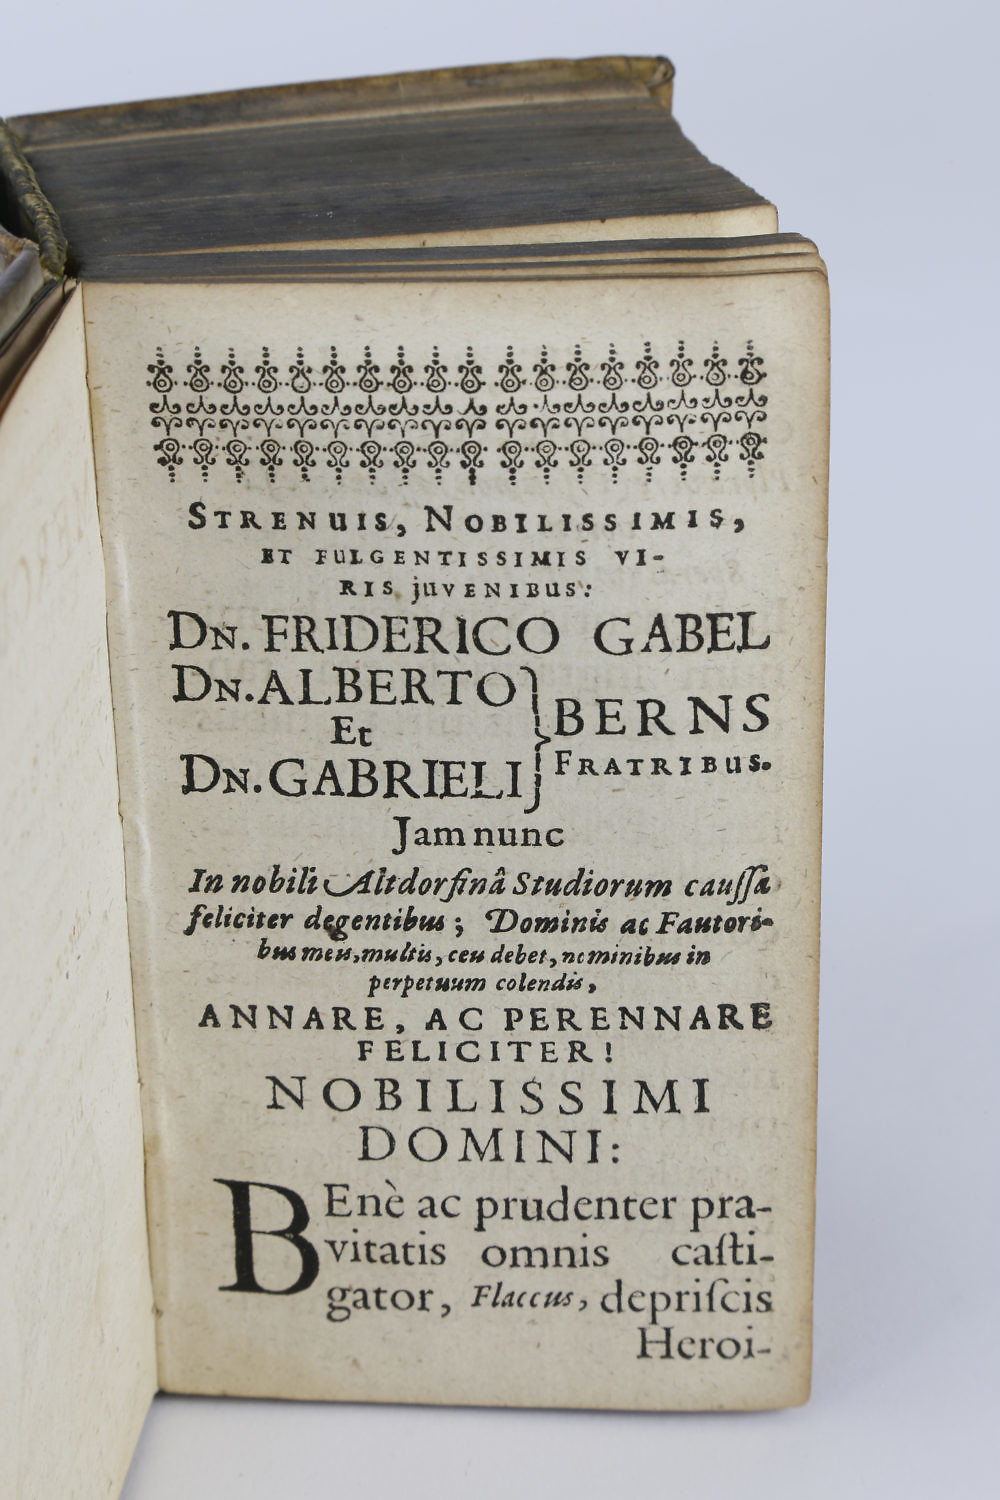 STRENUIS, NOBILISSIMIS,
ET FULGENTISSIMIS VI-
RIS jUVENIBUS:
DN. FRIDERICO GABEL
DN. ALBERTO
Et
DN. GABRIELI
} BERNS
FRATRIBUS.
Jam nunc
In nobili Altdorfinâ Studiorum cauſſa
feliciter degentibus; Dominis ac Fautori-
bus meis, multis, ceu debet, nominibus in
perpetuum colendis,
ANNARE, AC PERENNARE
FELICITER!
NOBILISSIMI
DOMINI:
BEnè ac prudenter pra-
vitatis omnis caſti-
gator, Flaccus, depriſcis
Heroi-